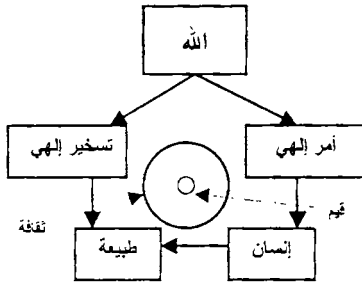 الله
أمر إلهي
تسخير إلهي
قيم
ثقافة
إنسان
طبيعة